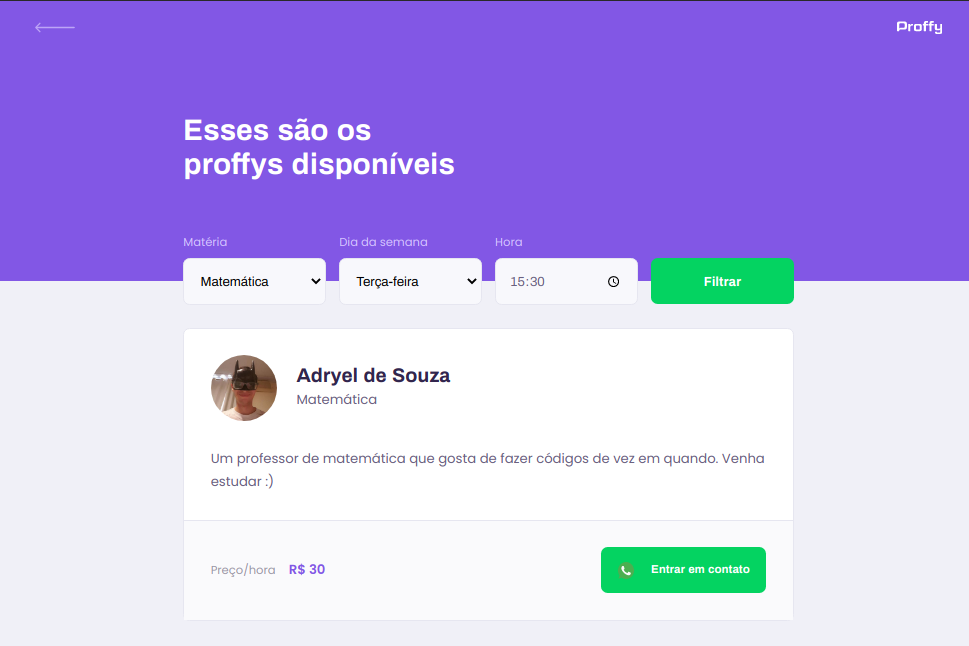 Proffy
Esses são os
proffys disponíveis
Matéria Dia da semana Hora
Matemática Terça-feira 15:30 Filtrar
Adryel de Souza
Matemática
Um professor de matemática que gosta de fazer códigos de vez em quando. Venha
estudar :)
Preço/hora R$ 30 Entrar em contato